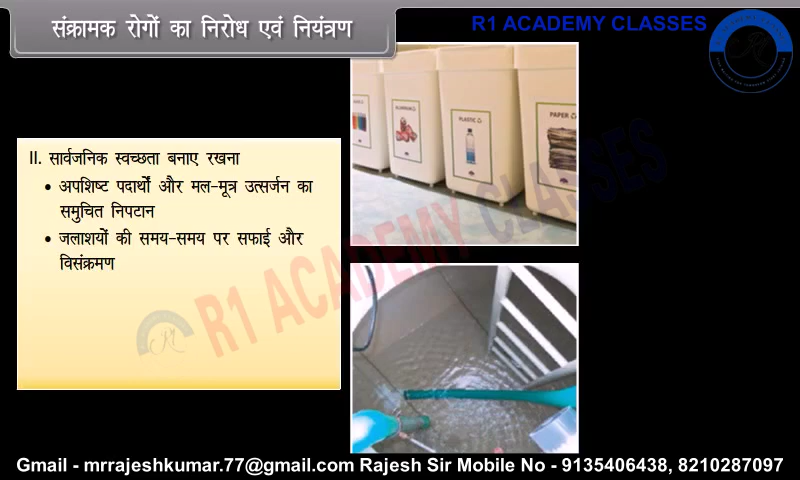 संक्रामक रोगों का निरोध एवं नियंत्रण
R1 ACADEMY CLASSES
II. सार्वजनिक स्वच्छता बनाए रखना
• अपशिष्ट पदार्थों और मल-मूत्र उत्सर्जन का
समुचित निपटान
• जलाशयों की समय-समय पर सफाई और
विसंक्रमण
ALUMINIUM
PLASTIC
PAPER
R1 ACADEMY CLASSES
Gmail - mrrajeshkumar.77@gmail.com Rajesh Sir Mobile No - 9135406438, 8210287097